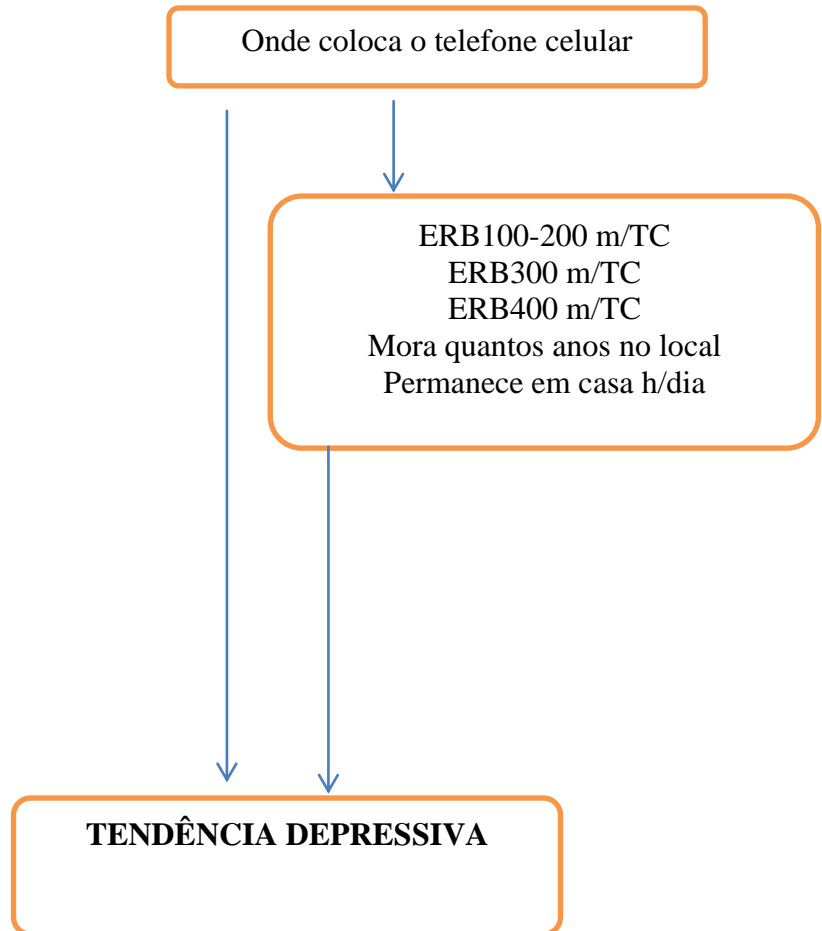 Onde coloca o telefone celular
ERB100-200 m/TC
ERB300 m/TC
ERB400 m/TC
Mora quantos anos no local
Permanece em casa h/dia
TENDÊNCIA DEPRESSIVA